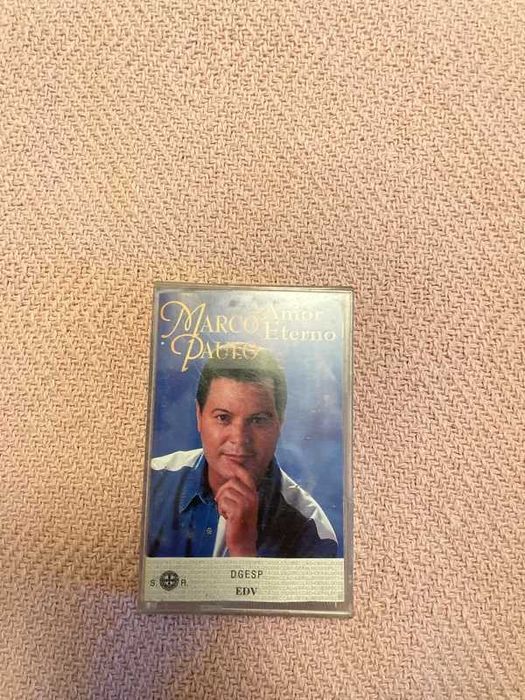 MARCO
PAULO
Amor
Eterno
S. R.
DGESP
EDV